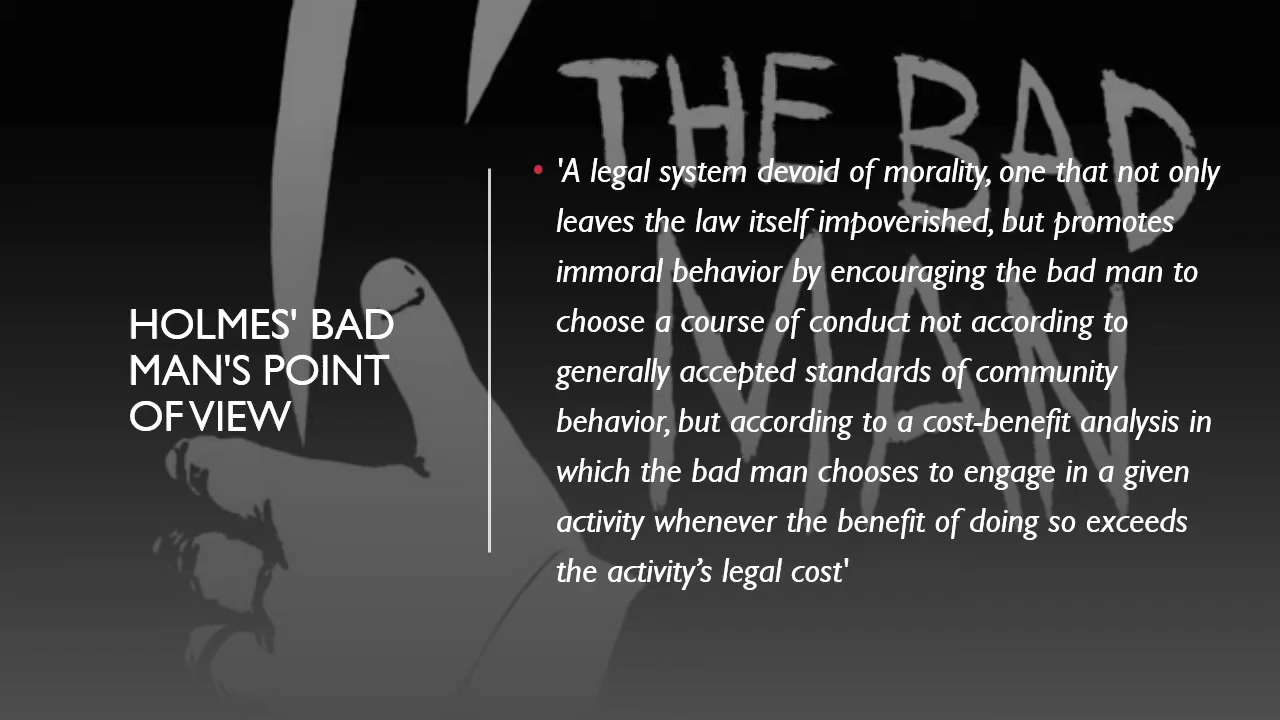 THE BAD
MAN
HOLMES' BAD
MAN'S POINT
OF VIEW
'A legal system devoid of morality, one that not only
leaves the law itself impoverished, but promotes
immoral behavior by encouraging the bad man to
choose a course of conduct not according to
generally accepted standards of community
behavior, but according to a cost-benefit analysis in
which the bad man chooses to engage in a given
activity whenever the benefit of doing so exceeds
the activity’s legal cost'